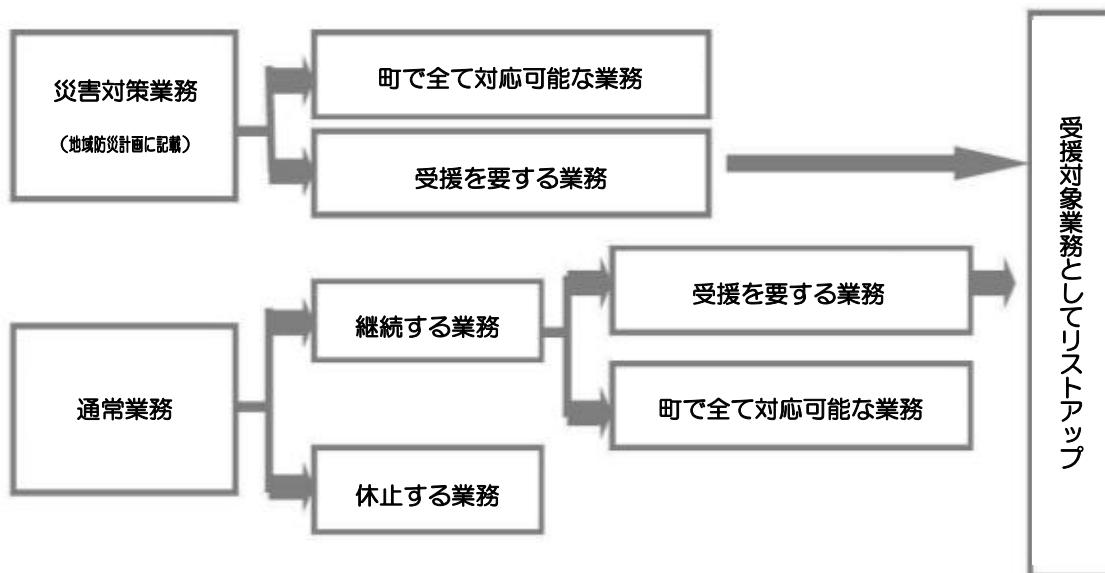 災害対策業務
（地域防災計画に記載）
町で全て対応可能な業務
受援を要する業務
通常業務
継続する業務
休止する業務
受援を要する業務
町で全て対応可能な業務
受援対象業務としてリストアップ